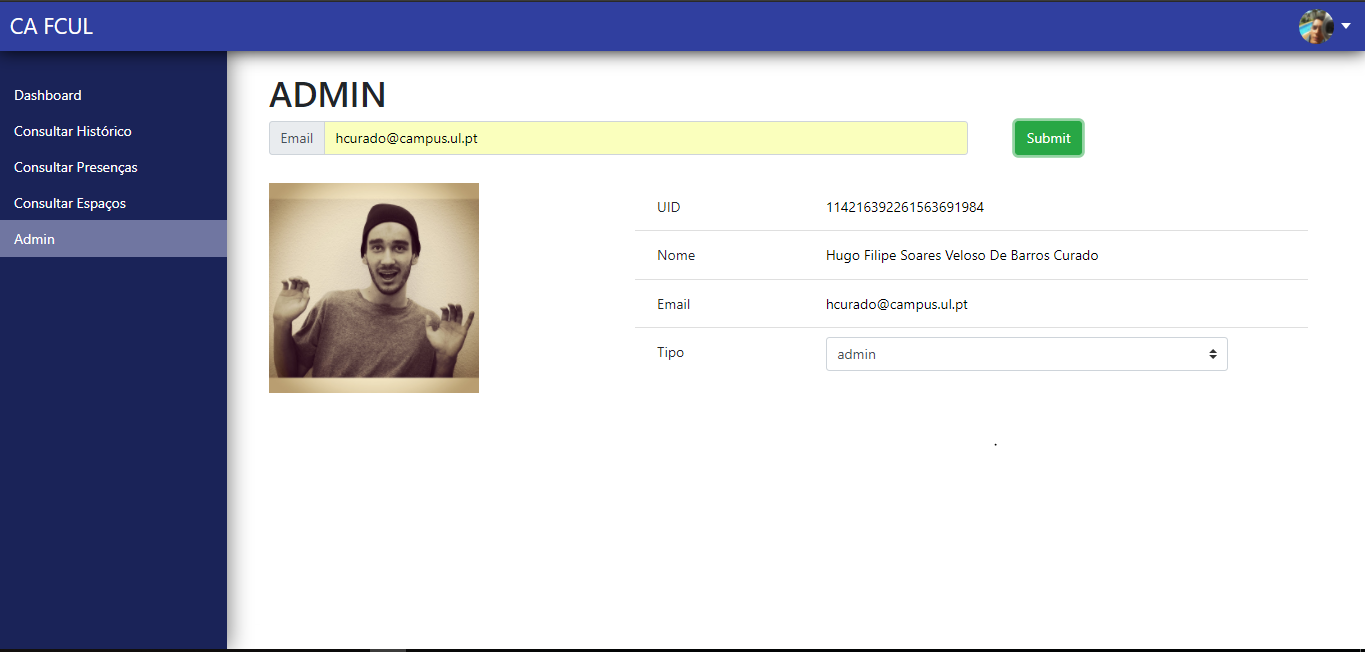 CA FCUL
Dashboard
Consultar Histórico
Consultar Presenças
Consultar Espaços
Admin
ADMIN
Email hcurado@campus.ul.pt Submit
UID 114216392261563691984
Nome Hugo Filipe Soares Veloso De Barros Curado
Email hcurado@campus.ul.pt
Tipo admin
.